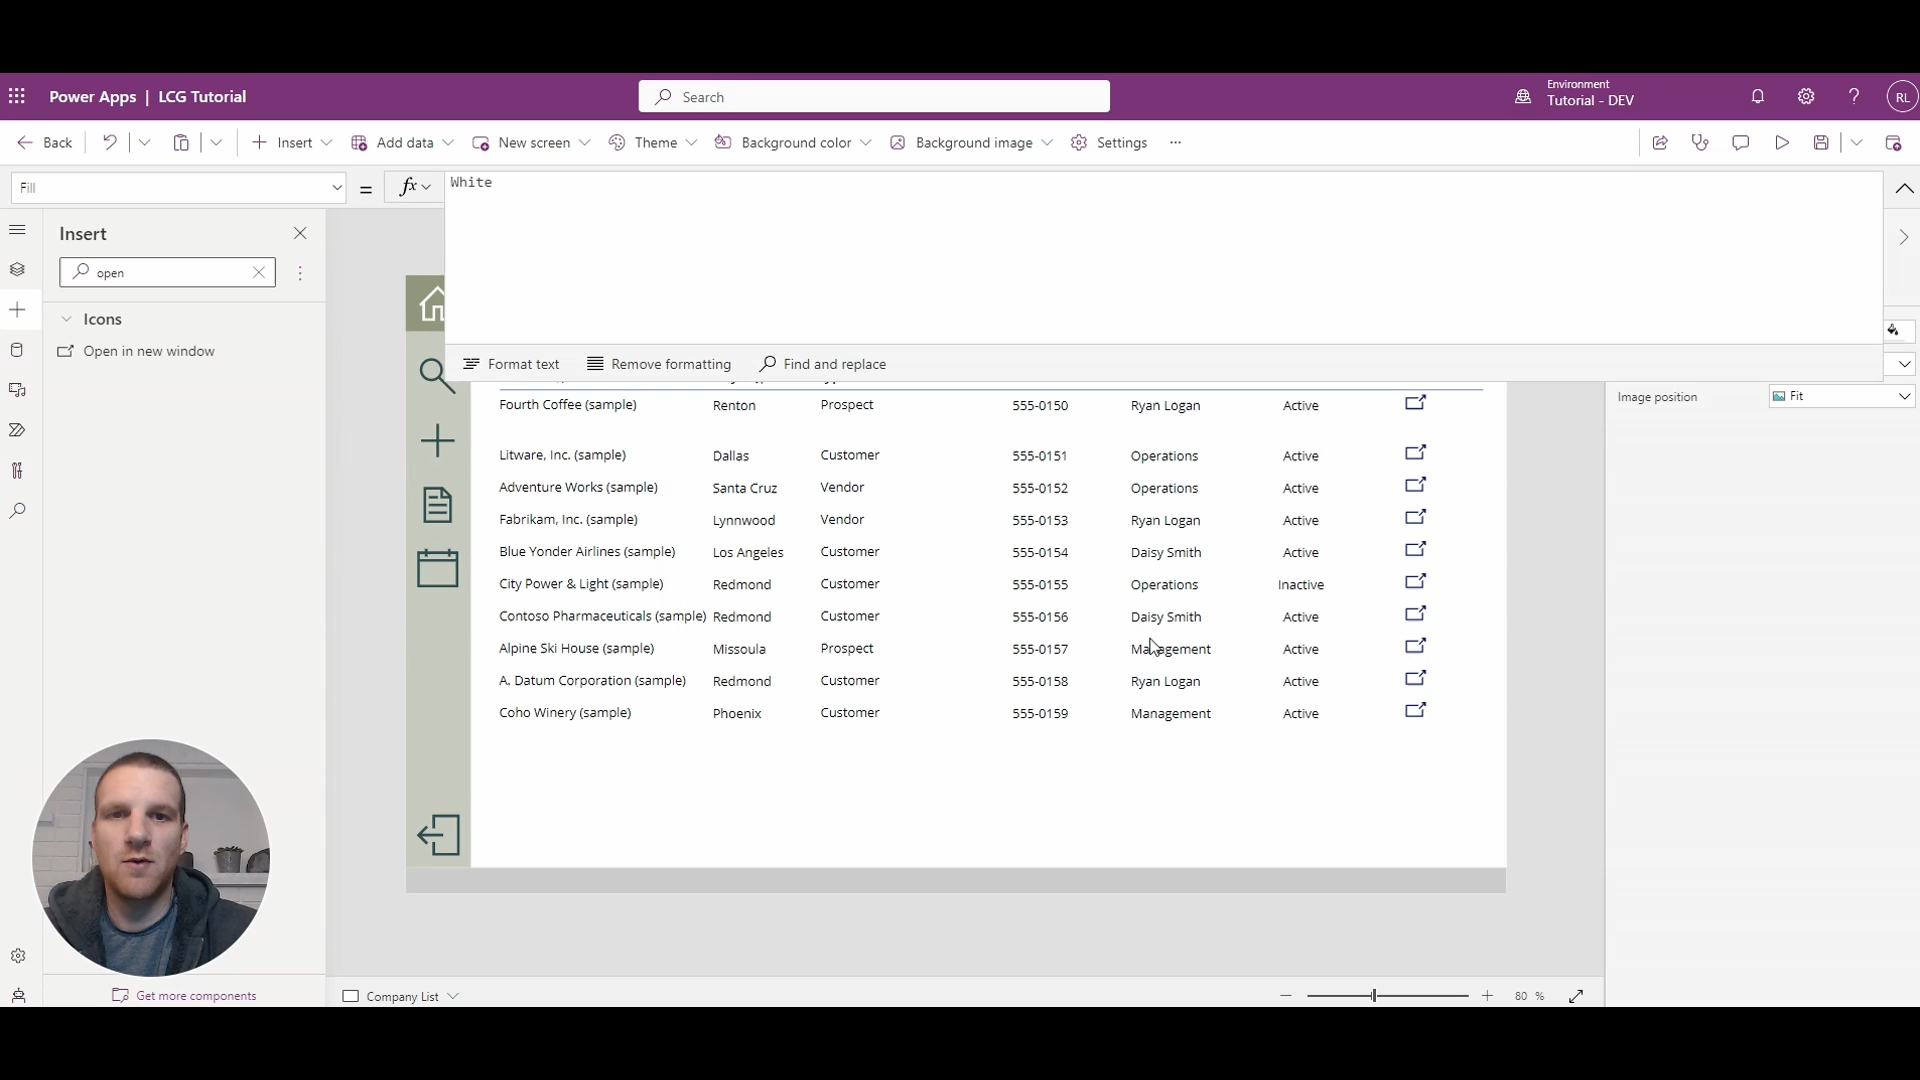 Power Apps | LCG Tutorial
Search
Environment
Tutorial - DEV
RL
Back
Insert
Add data
New screen
Theme
Background color
Background image
Settings
Fill
=
fx
White
Insert
open
Icons
Open in new window
Format text
Remove formatting
Find and replace
Image position
Fit
Fourth Coffee (sample) Renton Prospect 555-0150 Ryan Logan Active
Litware, Inc. (sample) Dallas Customer 555-0151 Operations Active
Adventure Works (sample) Santa Cruz Vendor 555-0152 Operations Active
Fabrikam, Inc. (sample) Lynnwood Vendor 555-0153 Ryan Logan Active
Blue Yonder Airlines (sample) Los Angeles Customer 555-0154 Daisy Smith Active
City Power & Light (sample) Redmond Customer 555-0155 Operations Inactive
Contoso Pharmaceuticals (sample) Redmond Customer 555-0156 Daisy Smith Active
Alpine Ski House (sample) Missoula Prospect 555-0157 Management Active
A. Datum Corporation (sample) Redmond Customer 555-0158 Ryan Logan Active
Coho Winery (sample) Phoenix Customer 555-0159 Management Active
Get more components
Company List
80 %